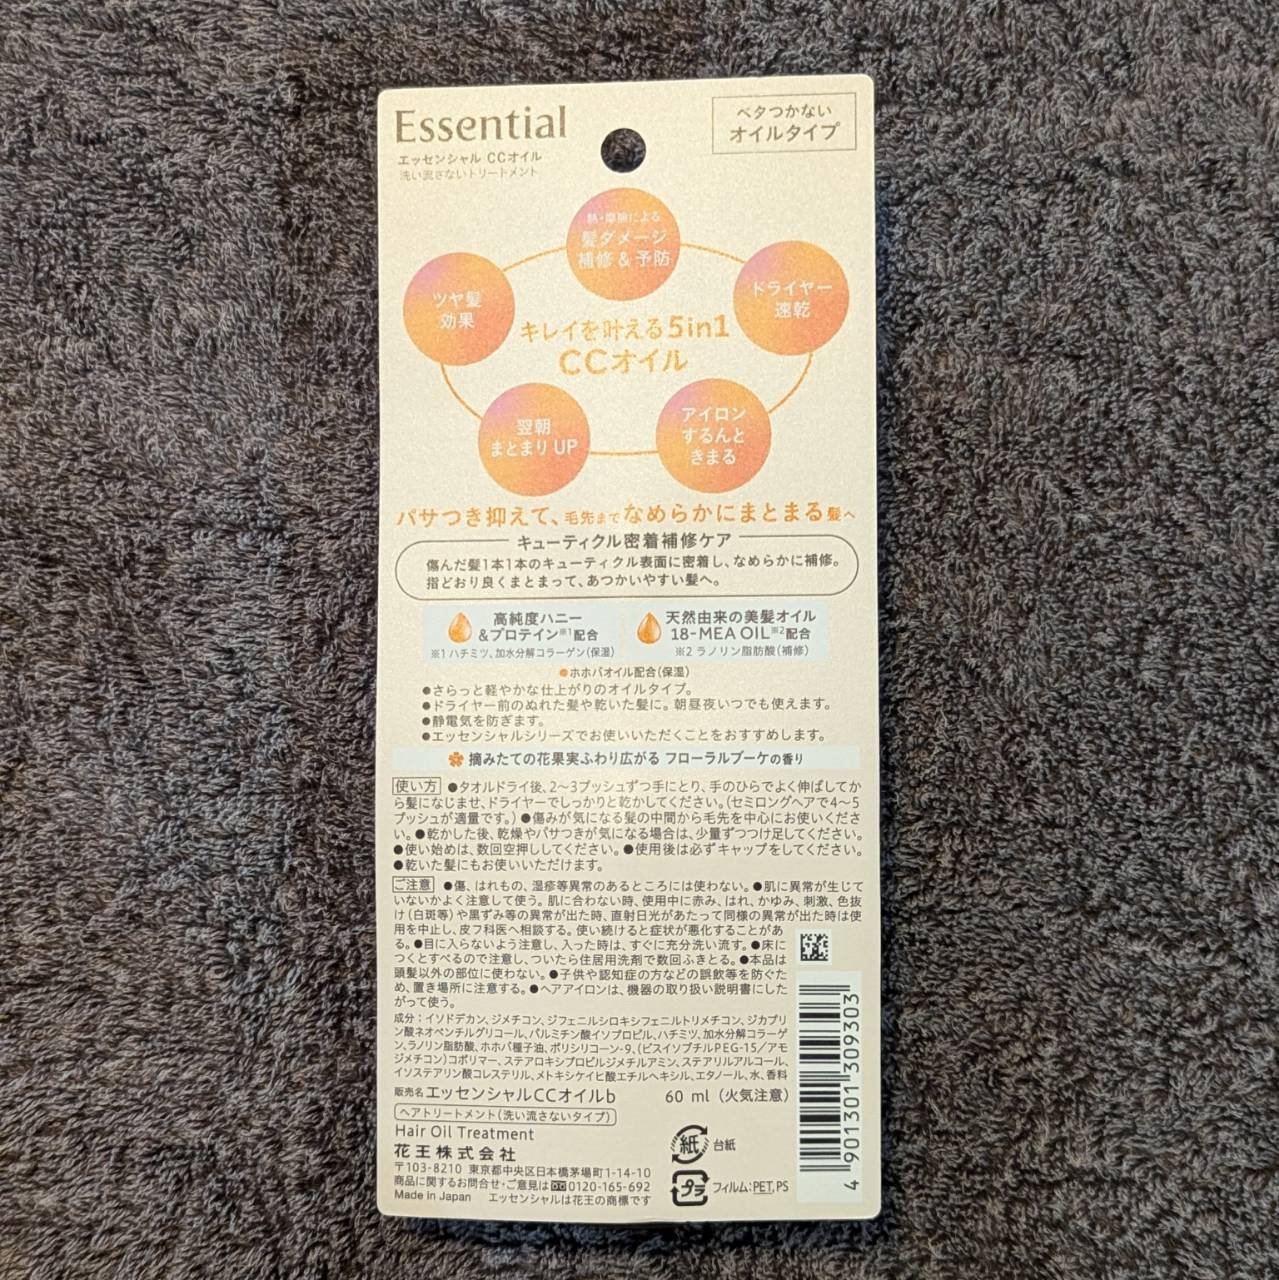 Essential
エッセンシャル CCオイル
洗い流さないトリートメント
ベタつかない
オイルタイプ
熱・摩擦による
髪ダメージ
補修 & 予防
ツヤ髪
効果
ドライヤー
速乾
キレイを叶える5in1
CCオイル
翌朝
まとまり UP
アイロン
するんと
きまる
パサつき抑えて、毛先までなめらかにまとまる髪へ
キューティクル密着補修ケア
傷んだ髪1本1本のキューティクル表面に密着し、なめらかに補修。
指どおり良くまとまって、あつかいやすい髪へ。
高純度ハニー
&プロテイン※1配合
※1 ハチミツ、加水分解コラーゲン(保湿)
天然由来の美髪オイル
18-MEA OIL※2配合
※2 ラノリン脂肪酸(補修)
●ホホバオイル配合(保湿)
●さらっと軽やかな仕上がりのオイルタイプ。
●ドライヤー前のぬれた髪や乾いた髪に。朝昼夜いつでも使えます。
●静電気を防ぎます。
●エッセンシャルシリーズでお使いいただくことをおすすめします。
摘みたての花果実ふわり広がる フローラルブーケの香り
使い方 ●タオルドライ後、2〜3プッシュずつ手にとり、手のひらでよく伸ばしてか
ら髪になじませ、ドライヤーでしっかりと乾かしてください。(セミロングヘアで4〜5
プッシュが適量です。) ●傷みが気になる髪の中間から毛先を中心にお使いくださ
い。●乾かした後、乾燥やパサつきが気になる場合は、少量ずつつけ足してください。
●使い始めは、数回空押ししてください。●使用後は必ずキャップをしてください。
●乾いた髪にもお使いいただけます。
ご注意 ●傷、はれもの、湿疹等異常のあるところには使わない。●肌に異常が生じて
いないかよく注意して使う。肌に合わない時、使用中に赤み、はれ、かゆみ、刺激、色抜
け(白斑等)や黒ずみ等の異常が出た時、直射日光があたって同様の異常が出た時は使
用を中止し、皮フ科医へ相談する。使い続けると症状が悪化することがあ
る。●目に入らないよう注意し、入った時は、すぐに充分洗い流す。●床に
つくとすべるので注意し、ついたら住居用洗剤で数回ふきとる。●本品は
頭髪以外の部位に使わない。●子供や認知症の方などの誤飲等を防ぐた
め、置き場所に注意する。●ヘアアイロンは、機器の取り扱い説明書にした
がって使う。
成分：イソドデカン、ジメチコン、ジフェニルシロキシフェニルトリメチコン、ジカプリ
ン酸ネオペンチルグリコール、パルミチン酸イソプロピル、ハチミツ、加水分解コラーゲ
ン、ラノリン脂肪酸、ホホバ種子油、ポリシリコーン-9、(ビスイソブチルPEG-15/アモ
ジメチコン)コポリマー、ステアロキシプロピルジメチルアミン、ステアリルアルコール、
イソステアリン酸コレステリル、メトキシケイヒ酸エチルヘキシル、エタノール、水、香料
販売名 エッセンシャルCCオイルb 60 ml (火気注意)
ヘアトリートメント(洗い流さないタイプ)
Hair Oil Treatment
花王株式会社
〒103-8210 東京都中央区日本橋茅場町1-14-10
商品に関するお問合せ・ご意見は 0120-165-692
Made in Japan エッセンシャルは花王の商標です
紙 台紙
プラ フィルム:PET,PS
4 901301 309303